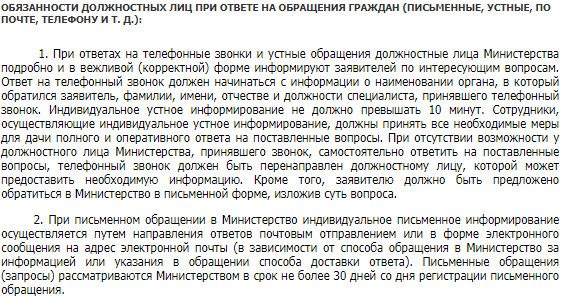 ОБЯЗАННОСТИ ДОЛЖНОСТНЫХ ЛИЦ ПРИ ОТВЕТЕ НА ОБРАЩЕНИЯ ГРАЖДАН (ПИСЬМЕННЫЕ, УСТНЫЕ, ПО
ПОЧТЕ, ТЕЛЕФОНУ И Т. Д.):
1. При ответах на телефонные звонки и устные обращения должностные лица Министерства
подробно и в вежливой (корректной) форме информируют заявителей по интересующим вопросам.
Ответ на телефонный звонок должен начинаться с информации о наименовании органа, в который
обратился заявитель, фамилии, имени, отчестве и должности специалиста, принявшего телефонный
звонок. Индивидуальное устное информирование не должно превышать 10 минут. Сотрудники,
осуществляющие индивидуальное устное информирование, должны принять все необходимые меры
для дачи полного и оперативного ответа на поставленные вопросы. При отсутствии возможности у
должностного лица Министерства, принявшего звонок, самостоятельно ответить на поставленные
вопросы, телефонный звонок должен быть перенаправлен должностному лицу, которой может
предоставить необходимую информацию. Кроме того, заявителю должно быть предложено
обратиться в Министерство в письменной форме, изложив суть вопроса.
2. При письменном обращении в Министерство индивидуальное письменное информирование
осуществляется путем направления ответов почтовым отправлением или в форме электронного
сообщения на адрес электронной почты (в зависимости от способа обращения в Министерство за
информацией или указания в обращении способа доставки ответа). Письменные обращения
(запросы) рассматриваются Министерством в срок не более 30 дней со дня регистрации письменного
обращения.